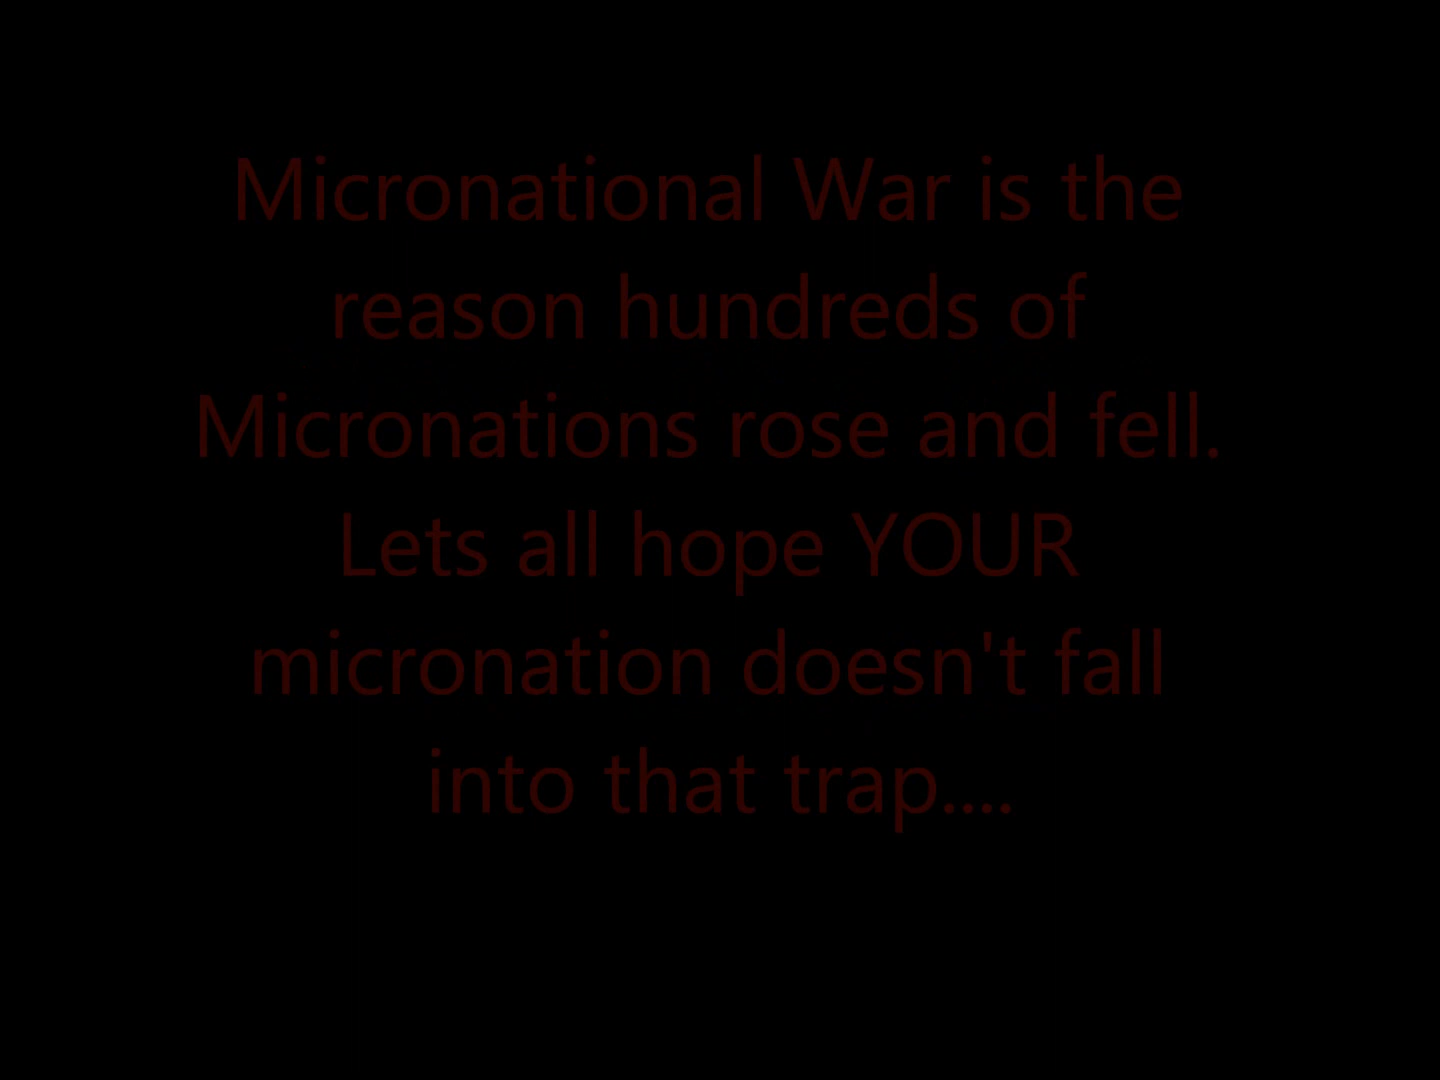 Micronational War is the
reason hundreds of
Micronations rose and fell.
Lets all hope YOUR
micronation doesn't fall
into that trap....